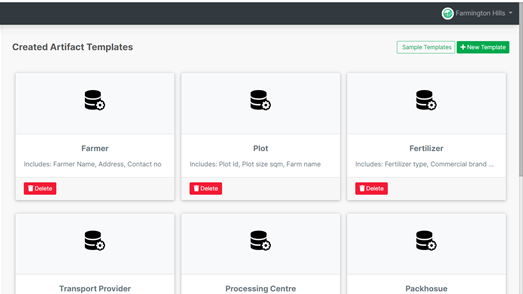 Farmington Hills
Created Artifact Templates
Sample Templates
+ New Template
Farmer
Includes: Farmer Name, Address, Contact no
Delete
Plot
Includes: Plot Id, Plot size sqm, Farm name
Delete
Fertilizer
Includes: Fertilizer type, Commercial brand ...
Delete
Transport Provider
Processing Centre
Packhosue